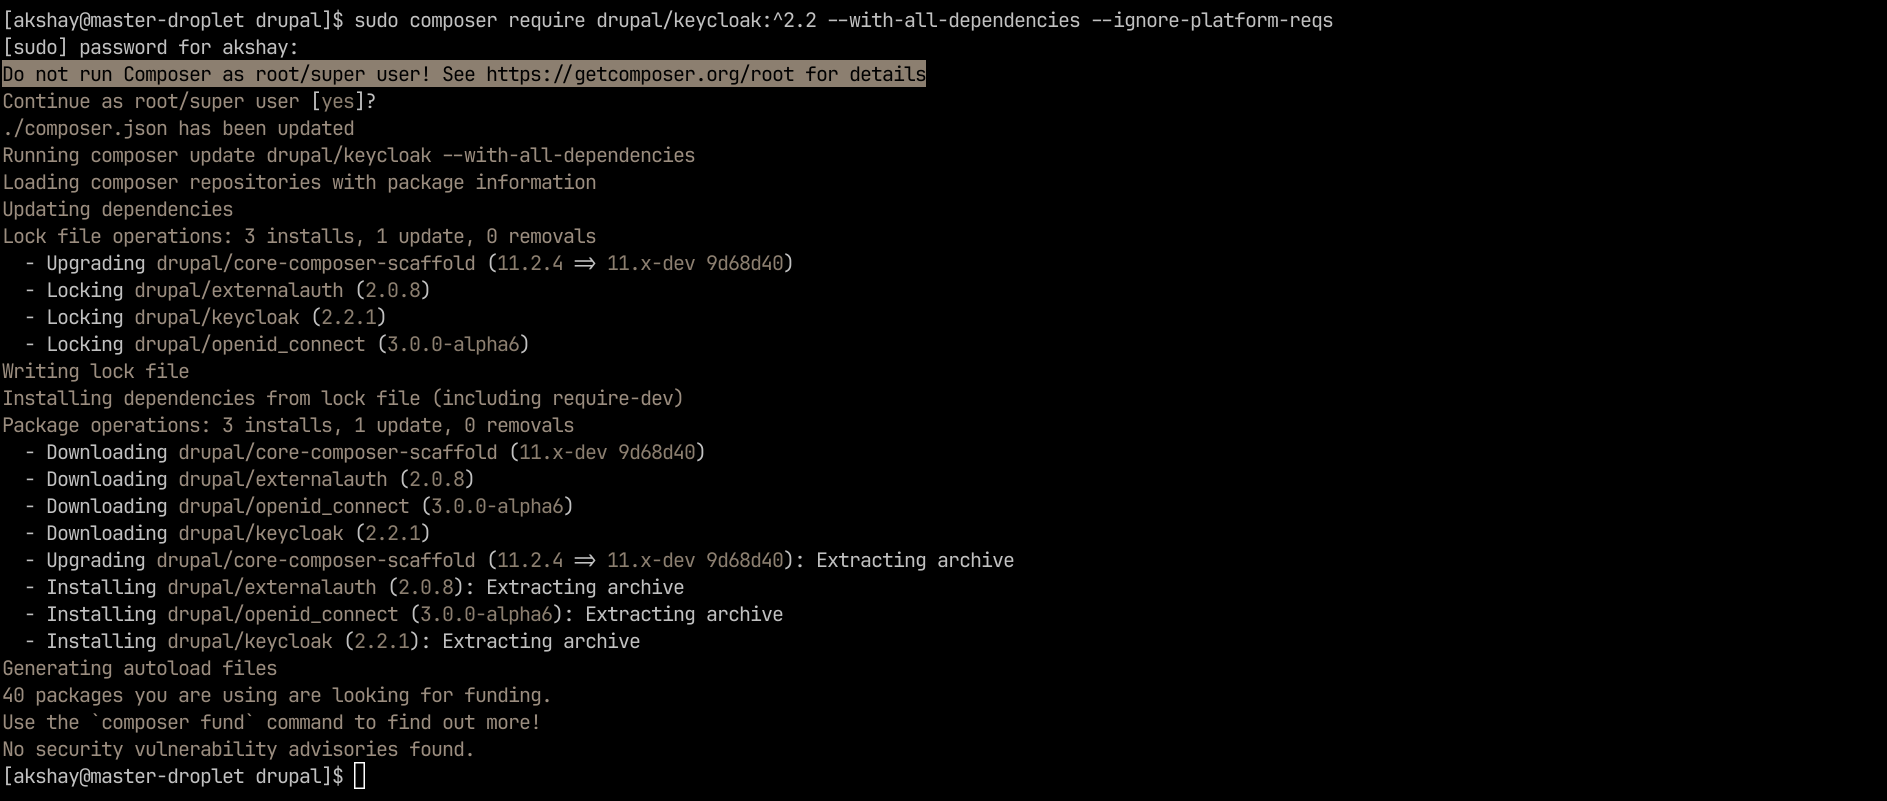 [akshay@master-droplet drupal]$ sudo composer require drupal/keycloak:^2.2 --with-all-dependencies --ignore-platform-reqs
[sudo] password for akshay:
Do not run Composer as root/super user! See https://getcomposer.org/root for details
Continue as root/super user [yes]?
./composer.json has been updated
Running composer update drupal/keycloak --with-all-dependencies
Loading composer repositories with package information
Updating dependencies
Lock file operations: 3 installs, 1 update, 0 removals
  - Upgrading drupal/core-composer-scaffold (11.2.4 => 11.x-dev 9d68d40)
  - Locking drupal/externalauth (2.0.8)
  - Locking drupal/keycloak (2.2.1)
  - Locking drupal/openid_connect (3.0.0-alpha6)
Writing lock file
Installing dependencies from lock file (including require-dev)
Package operations: 3 installs, 1 update, 0 removals
  - Downloading drupal/core-composer-scaffold (11.x-dev 9d68d40)
  - Downloading drupal/externalauth (2.0.8)
  - Downloading drupal/openid_connect (3.0.0-alpha6)
  - Downloading drupal/keycloak (2.2.1)
  - Upgrading drupal/core-composer-scaffold (11.2.4 => 11.x-dev 9d68d40): Extracting archive
  - Installing drupal/externalauth (2.0.8): Extracting archive
  - Installing drupal/openid_connect (3.0.0-alpha6): Extracting archive
  - Installing drupal/keycloak (2.2.1): Extracting archive
Generating autoload files
40 packages you are using are looking for funding.
Use the `composer fund` command to find out more!
No security vulnerability advisories found.
[akshay@master-droplet drupal]$